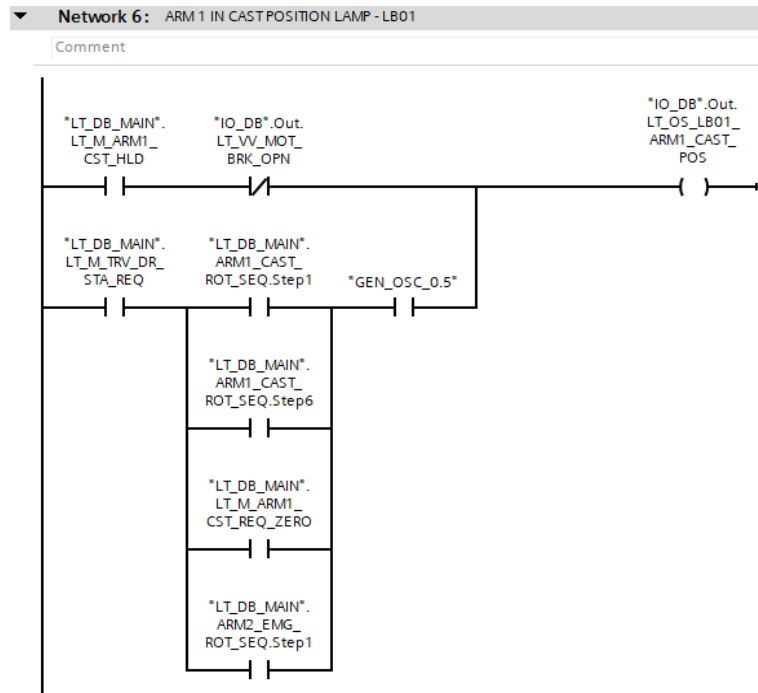 Network 6: ARM 1 IN CAST POSITION LAMP - LB01
Comment
"LT_DB_MAIN".
LT_M_ARM1_
CST_HLD
"IO_DB".Out.
LT_VV_MOT_
BRK_OPN
"IO_DB".Out.
LT_OS_LB01_
ARM1_CAST_
POS
"LT_DB_MAIN".
LT_M_TRV_DR_
STA_REQ
"LT_DB_MAIN".
ARM1_CAST_
ROT_SEQ.Step1
"GEN_OSC_0.5"
"LT_DB_MAIN".
ARM1_CAST_
ROT_SEQ.Step6
"LT_DB_MAIN".
LT_M_ARM1_
CST_REQ_ZERO
"LT_DB_MAIN".
ARM2_EMG_
ROT_SEQ.Step1